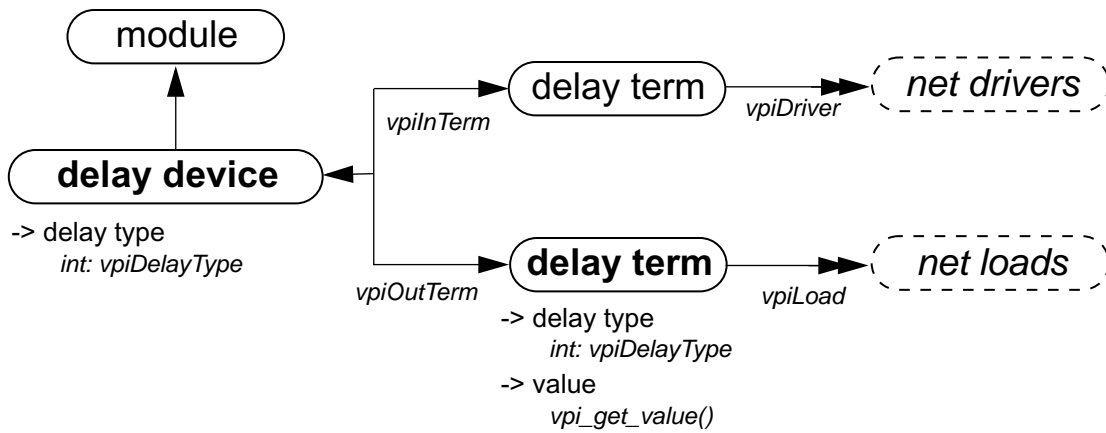 module
delay term
net drivers
vpiInTerm
vpiDriver
delay device
-> delay type
int: vpiDelayType
delay term
net loads
vpiOutTerm
vpiLoad
-> delay type
int: vpiDelayType
-> value
vpi_get_value()